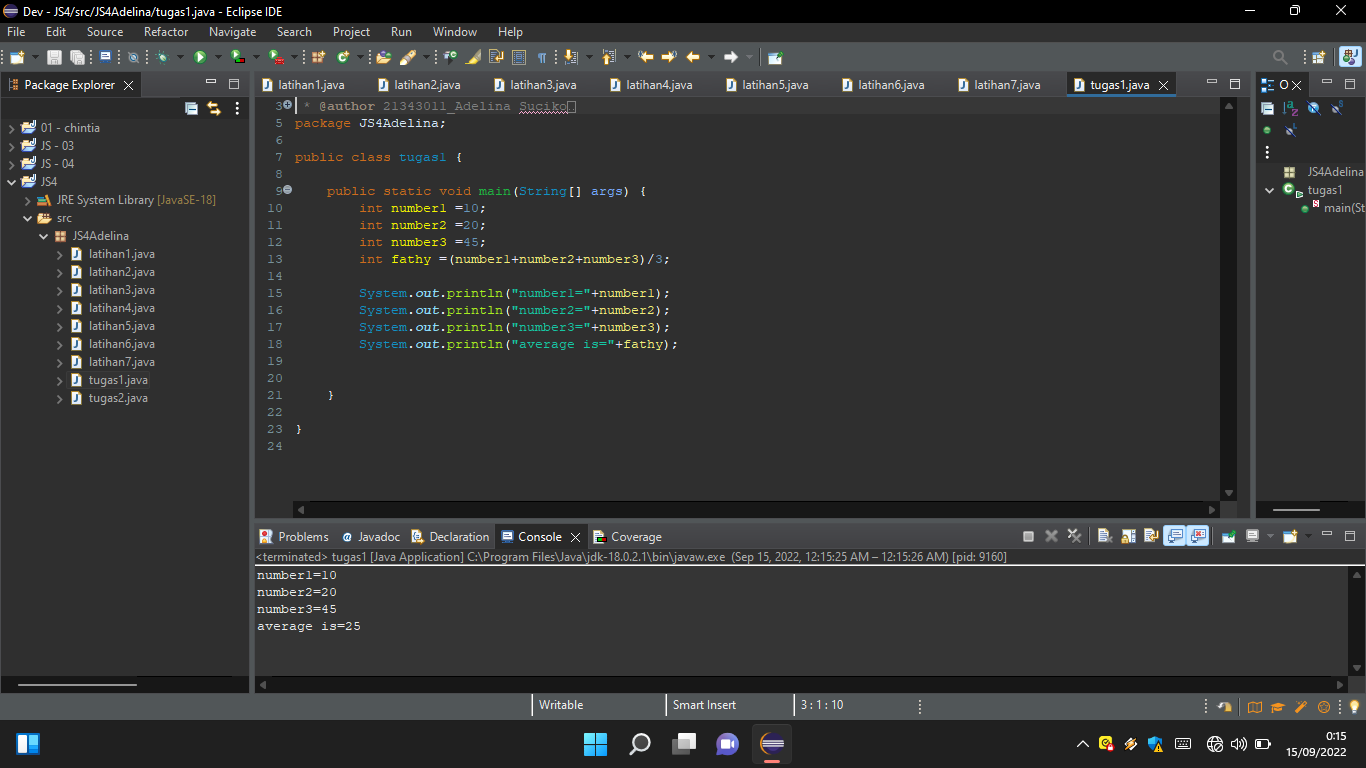 Dev - JS4/src/JS4Adelina/tugas1.java - Eclipse IDE
File Edit Source Refactor Navigate Search Project Run Window Help
Package Explorer
01 - chintia
JS - 03
JS - 04
JS4
JRE System Library [JavaSE-18]
src
JS4Adelina
latihan1.java
latihan2.java
latihan3.java
latihan4.java
latihan5.java
latihan6.java
latihan7.java
tugas1.java
tugas2.java
latihan1.java latihan2.java latihan3.java latihan4.java latihan5.java latihan6.java latihan7.java tugas1.java
3 * @author 21343011_Adelina Suciko
5 package JS4Adelina;
6
7 public class tugas1 {
8
9 public static void main(String[] args) {
10 int number1 =10;
11 int number2 =20;
12 int number3 =45;
13 int fathy =(number1+number2+number3)/3;
14
15 System.out.println("number1="+number1);
16 System.out.println("number2="+number2);
17 System.out.println("number3="+number3);
18 System.out.println("average is="+fathy);
19
20
21 }
22
23 }
24
O
JS4Adelina
tugas1
main(St
Problems Javadoc Declaration Console Coverage
<terminated> tugas1 [Java Application] C:\Program Files\Java\jdk-18.0.2.1\bin\javaw.exe (Sep 15, 2022, 12:15:25 AM – 12:15:26 AM) [pid: 9160]
number1=10
number2=20
number3=45
average is=25
Writable Smart Insert 3 : 1 : 10
0:15
15/09/2022